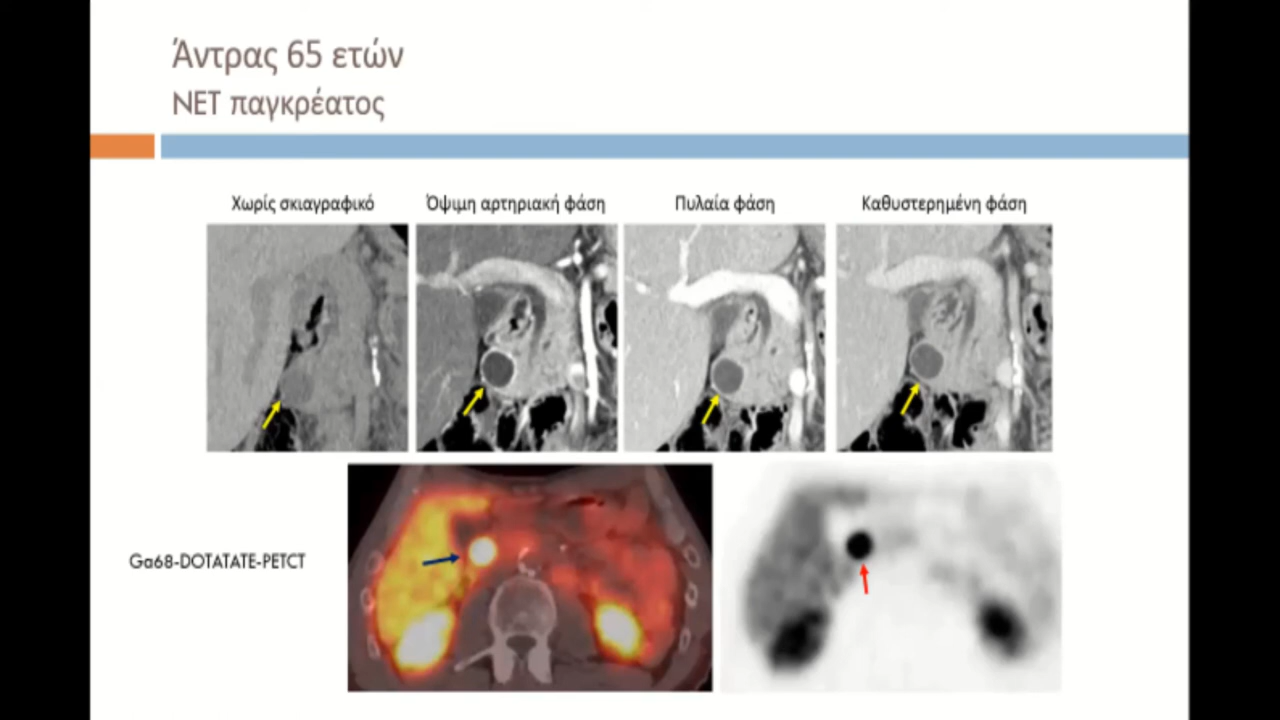 Άντρας 65 ετών
ΝΕΤ παγκρέατος
Χωρίς σκιαγραφικό
Όψιμη αρτηριακή φάση
Πυλαία φάση
Καθυστερημένη φάση
Ga68-DOTATATE-PETCT